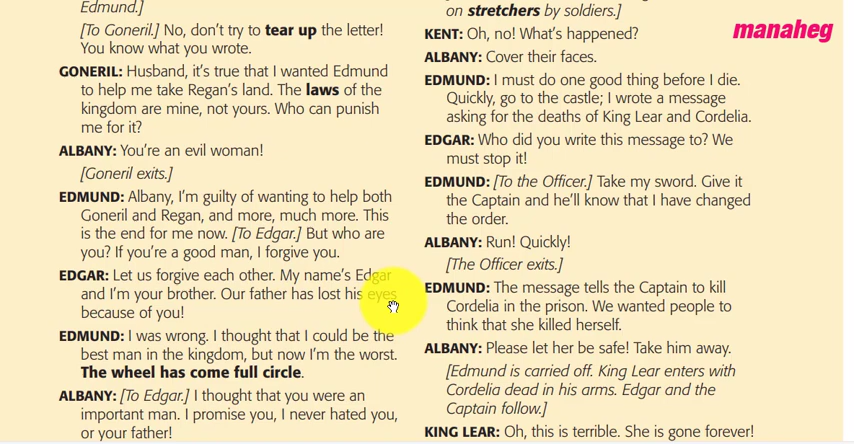 Edmund.]
[To Goneril.] No, don't try to tear up the letter!
You know what you wrote.
GONERIL: Husband, it's true that I wanted Edmund
to help me take Regan's land. The laws of the
kingdom are mine, not yours. Who can punish
me for it?
ALBANY: You're an evil woman!
[Goneril exits.]
EDMUND: Albany, I'm guilty of wanting to help both
Goneril and Regan, and more, much more. This
is the end for me now. [To Edgar.] But who are
you? If you're a good man, I forgive you.
EDGAR: Let us forgive each other. My name's Edgar
and I'm your brother. Our father has lost his eyes
because of you!
EDMUND: I was wrong. I thought that I could be the
best man in the kingdom, but now I'm the worst.
The wheel has come full circle.
ALBANY: [To Edgar.] I thought that you were an
important man. I promise you, I never hated you,
or your father!
on stretchers by soldiers.]
KENT: Oh, no! What's happened?
ALBANY: Cover their faces.
EDMUND: I must do one good thing before I die.
Quickly, go to the castle; I wrote a message
asking for the deaths of King Lear and Cordelia.
EDGAR: Who did you write this message to? We
must stop it!
EDMUND: [To the Officer.] Take my sword. Give it
the Captain and he'll know that I have changed
the order.
ALBANY: Run! Quickly!
[The Officer exits.]
EDMUND: The message tells the Captain to kill
Cordelia in the prison. We wanted people to
think that she killed herself.
ALBANY: Please let her be safe! Take him away.
[Edmund is carried off. King Lear enters with
Cordelia dead in his arms. Edgar and the
Captain follow.]
KING LEAR: Oh, this is terrible. She is gone forever!
manaheg